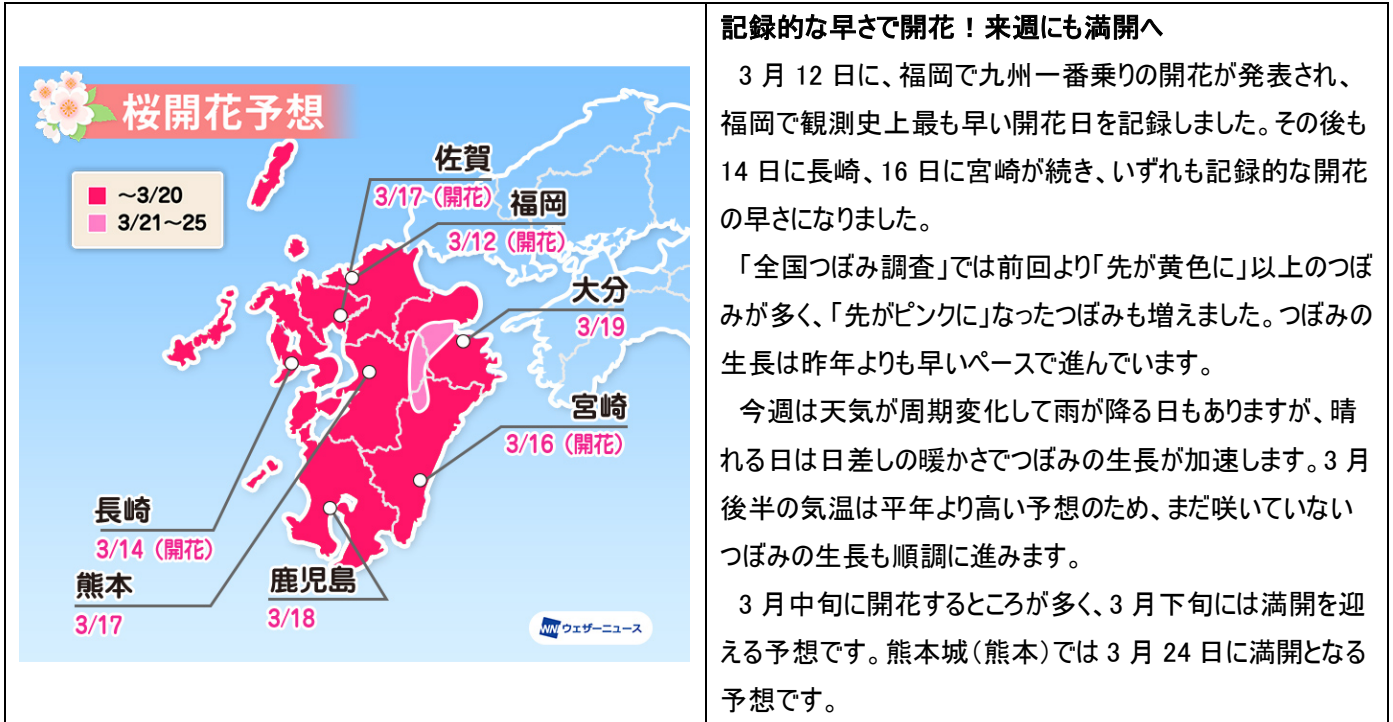 桜開花予想
~3/20
3/21~25
佐賀
3/17(開花)
福岡
3/12(開花)
大分
3/19
宮崎
3/16(開花)
長崎
3/14(開花)
熊本
3/17
鹿児島
3/18
WNI ウェザーニュース
記録的な早さで開花!来週にも満開へ
3 月 12 日に、福岡で九州一番乗りの開花が発表され、
福岡で観測史上最も早い開花日を記録しました。その後も
14 日に長崎、16 日に宮崎が続き、いずれも記録的な開花
の早さになりました。
「全国つぼみ調査」では前回より「先が黄色に」以上のつぼ
みが多く、「先がピンクに」なったつぼみも増えました。つぼみの
生長は昨年よりも早いペースで進んでいます。
今週は天気が周期変化して雨が降る日もありますが、晴
れる日は日差しの暖かさでつぼみの生長が加速します。3 月
後半の気温は平年より高い予想のため、まだ咲いていない
つぼみの生長も順調に進みます。
3 月中旬に開花するところが多く、3 月下旬には満開を迎
える予想です。熊本城(熊本)では 3 月 24 日に満開となる
予想です。